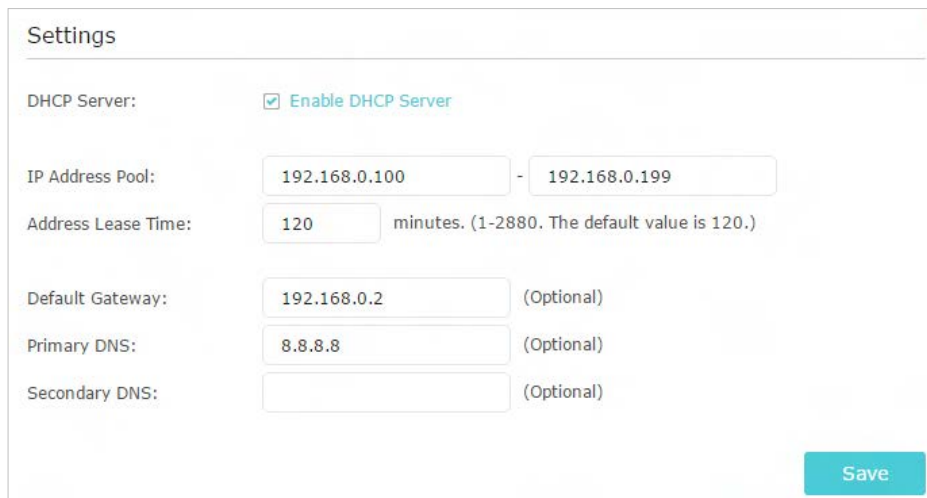 Settings
DHCP Server: Enable DHCP Server
IP Address Pool: 192.168.0.100 - 192.168.0.199
Address Lease Time: 120 minutes. (1-2880. The default value is 120.)
Default Gateway: 192.168.0.2 (Optional)
Primary DNS: 8.8.8.8 (Optional)
Secondary DNS: (Optional)
Save